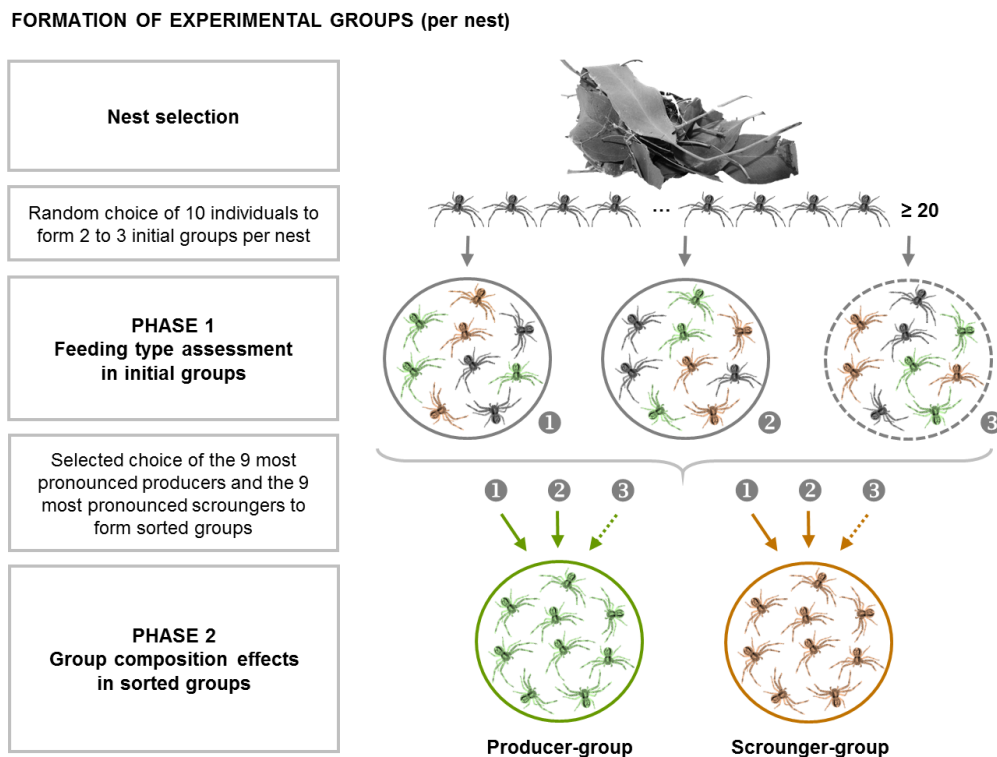 FORMATION OF EXPERIMENTAL GROUPS (per nest)
Nest selection
Random choice of 10 individuals to
form 2 to 3 initial groups per nest
... ≥ 20
PHASE 1
Feeding type assessment
in initial groups
1 2 3
Selected choice of the 9 most
pronounced producers and the 9
most pronounced scroungers to
form sorted groups
1 2 3 1 2 3
PHASE 2
Group composition effects
in sorted groups
Producer-group Scrounger-group